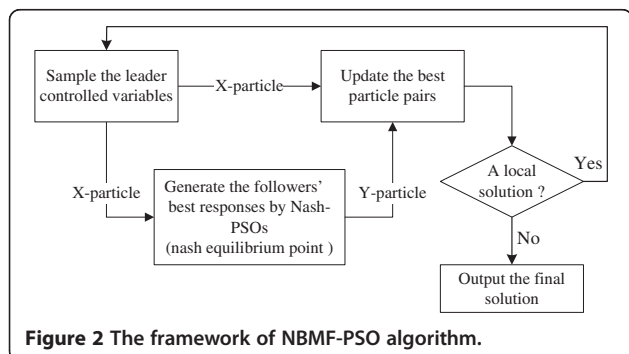 Sample the leader
controlled variables
X-particle
Update the best
particle pairs
X-particle
Generate the followers'
best responses by Nash-
PSOs
(nash equilibrium point )
Y-particle
A local
solution ?
Yes
No
Output the final
solution
Figure 2 The framework of NBMF-PSO algorithm.